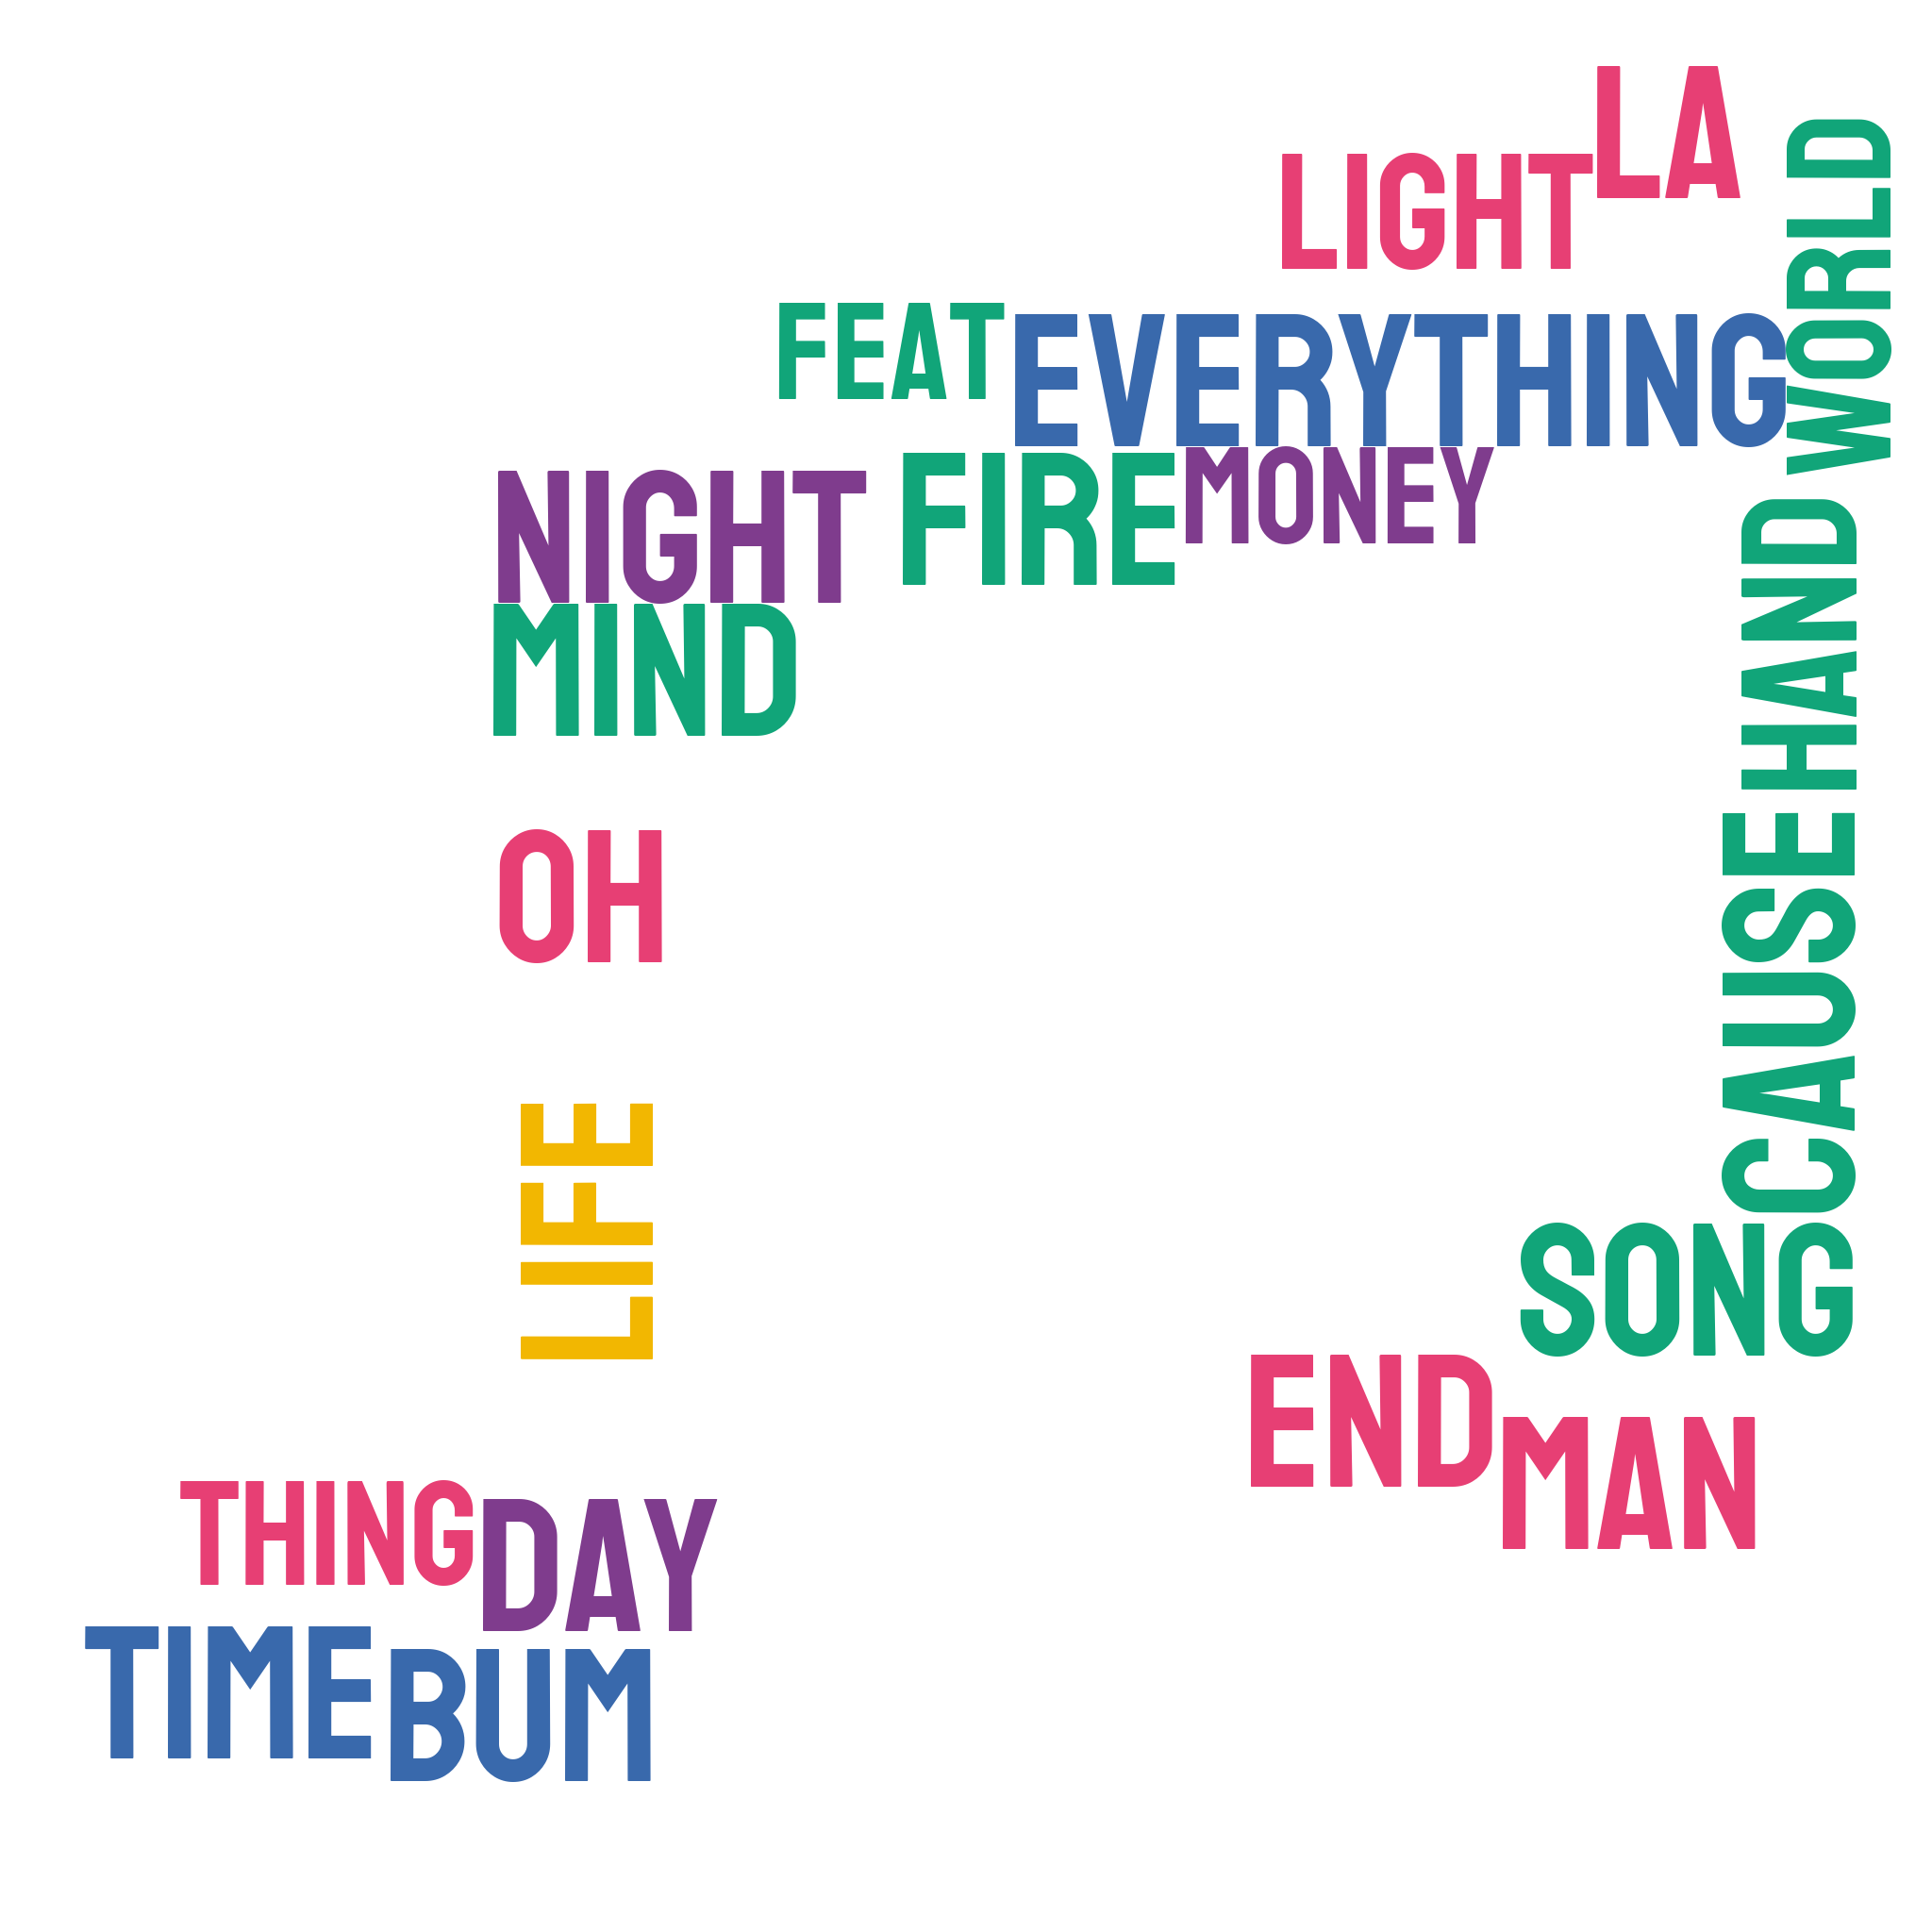 LA
LIGHT
WORLD
FEAT
EVERYTHING
NIGHT
FIRE
MONEY
HAND
MIND
OH
CAUSE
LIFE
SONG
END
MAN
THING
DAY
TIME
BUM